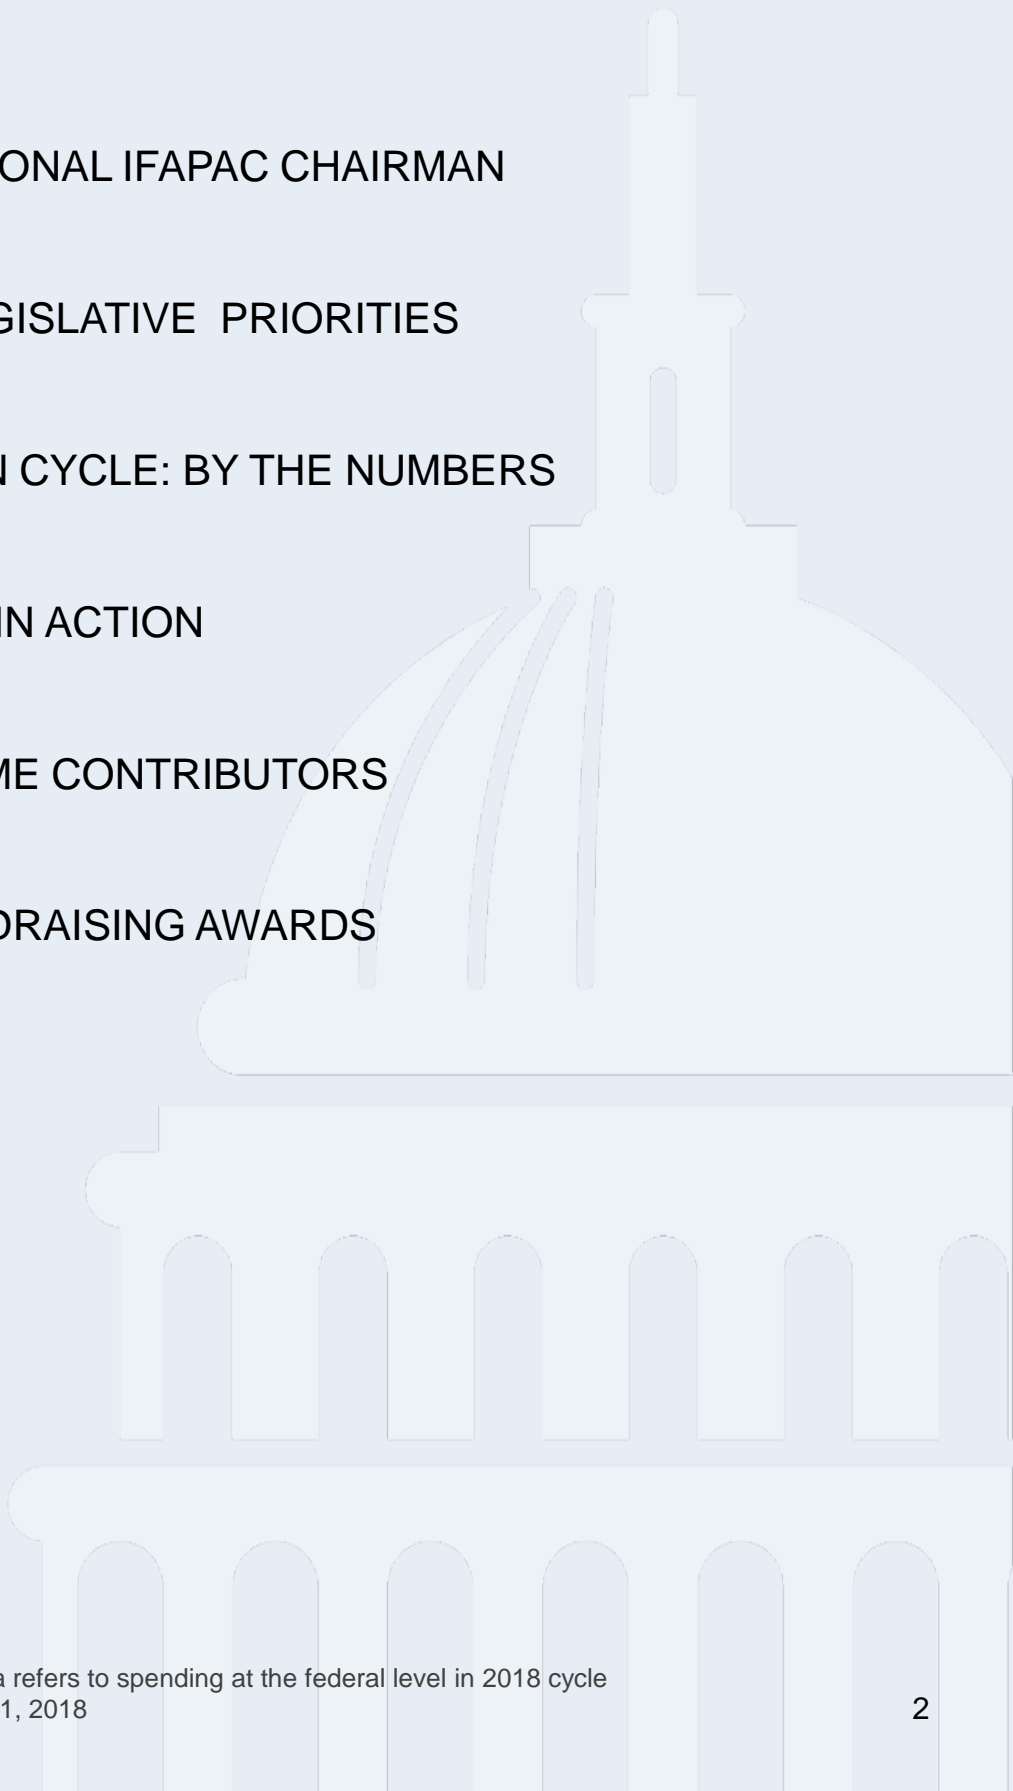 ONAL IFAPAC CHAIRMAN
GISLATIVE PRIORITIES
N CYCLE: BY THE NUMBERS
IN ACTION
ME CONTRIBUTORS
DRAISING AWARDS
a refers to spending at the federal level in 2018 cycle
1, 2018
2